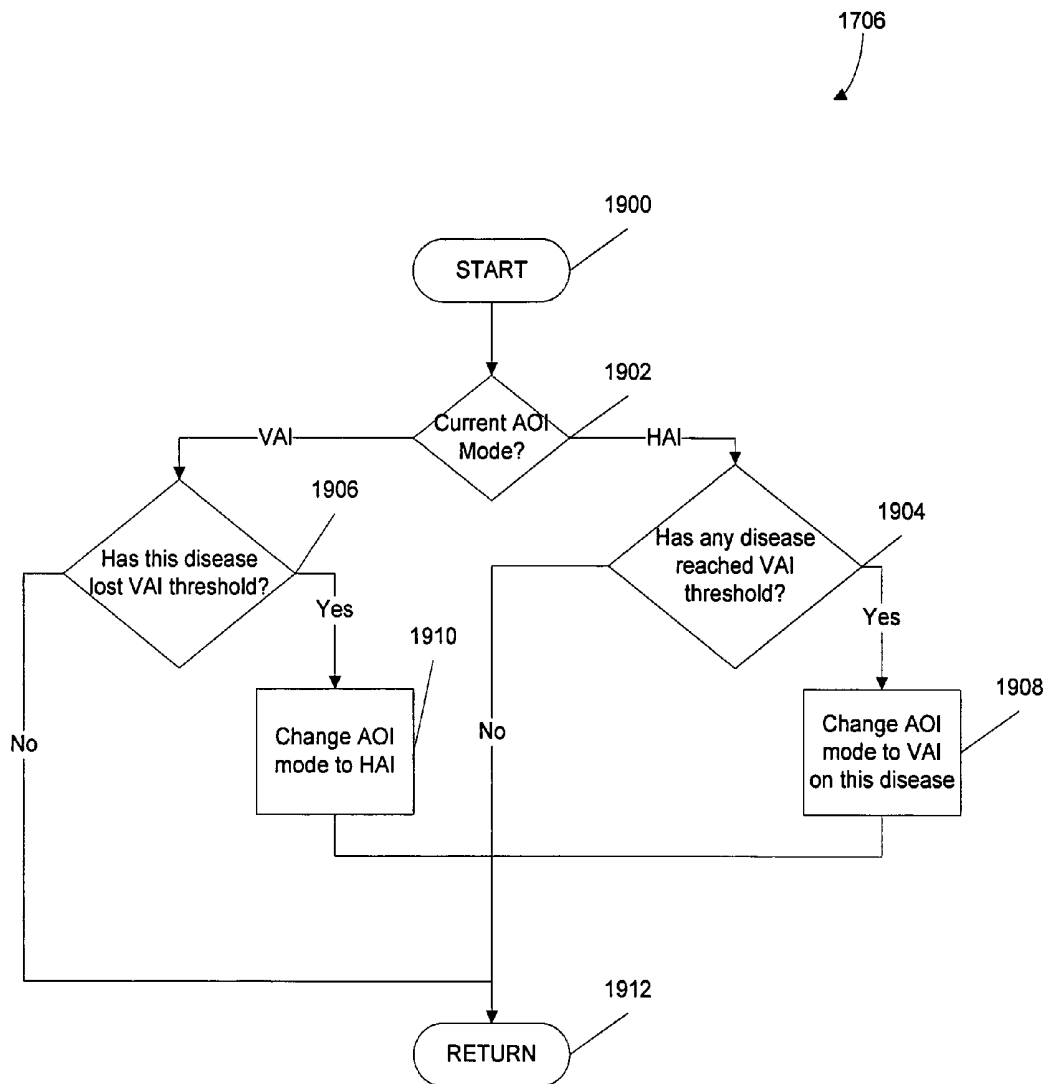 1706
1900
START
1902
Current AOI
Mode?
VAI
HAI
1906
Has this disease
lost VAI threshold?
1904
Has any disease
reached VAI
threshold?
Yes
Yes
1910
1908
Change AOI
mode to HAI
Change AOI
mode to VAI
on this disease
No
No
1912
RETURN